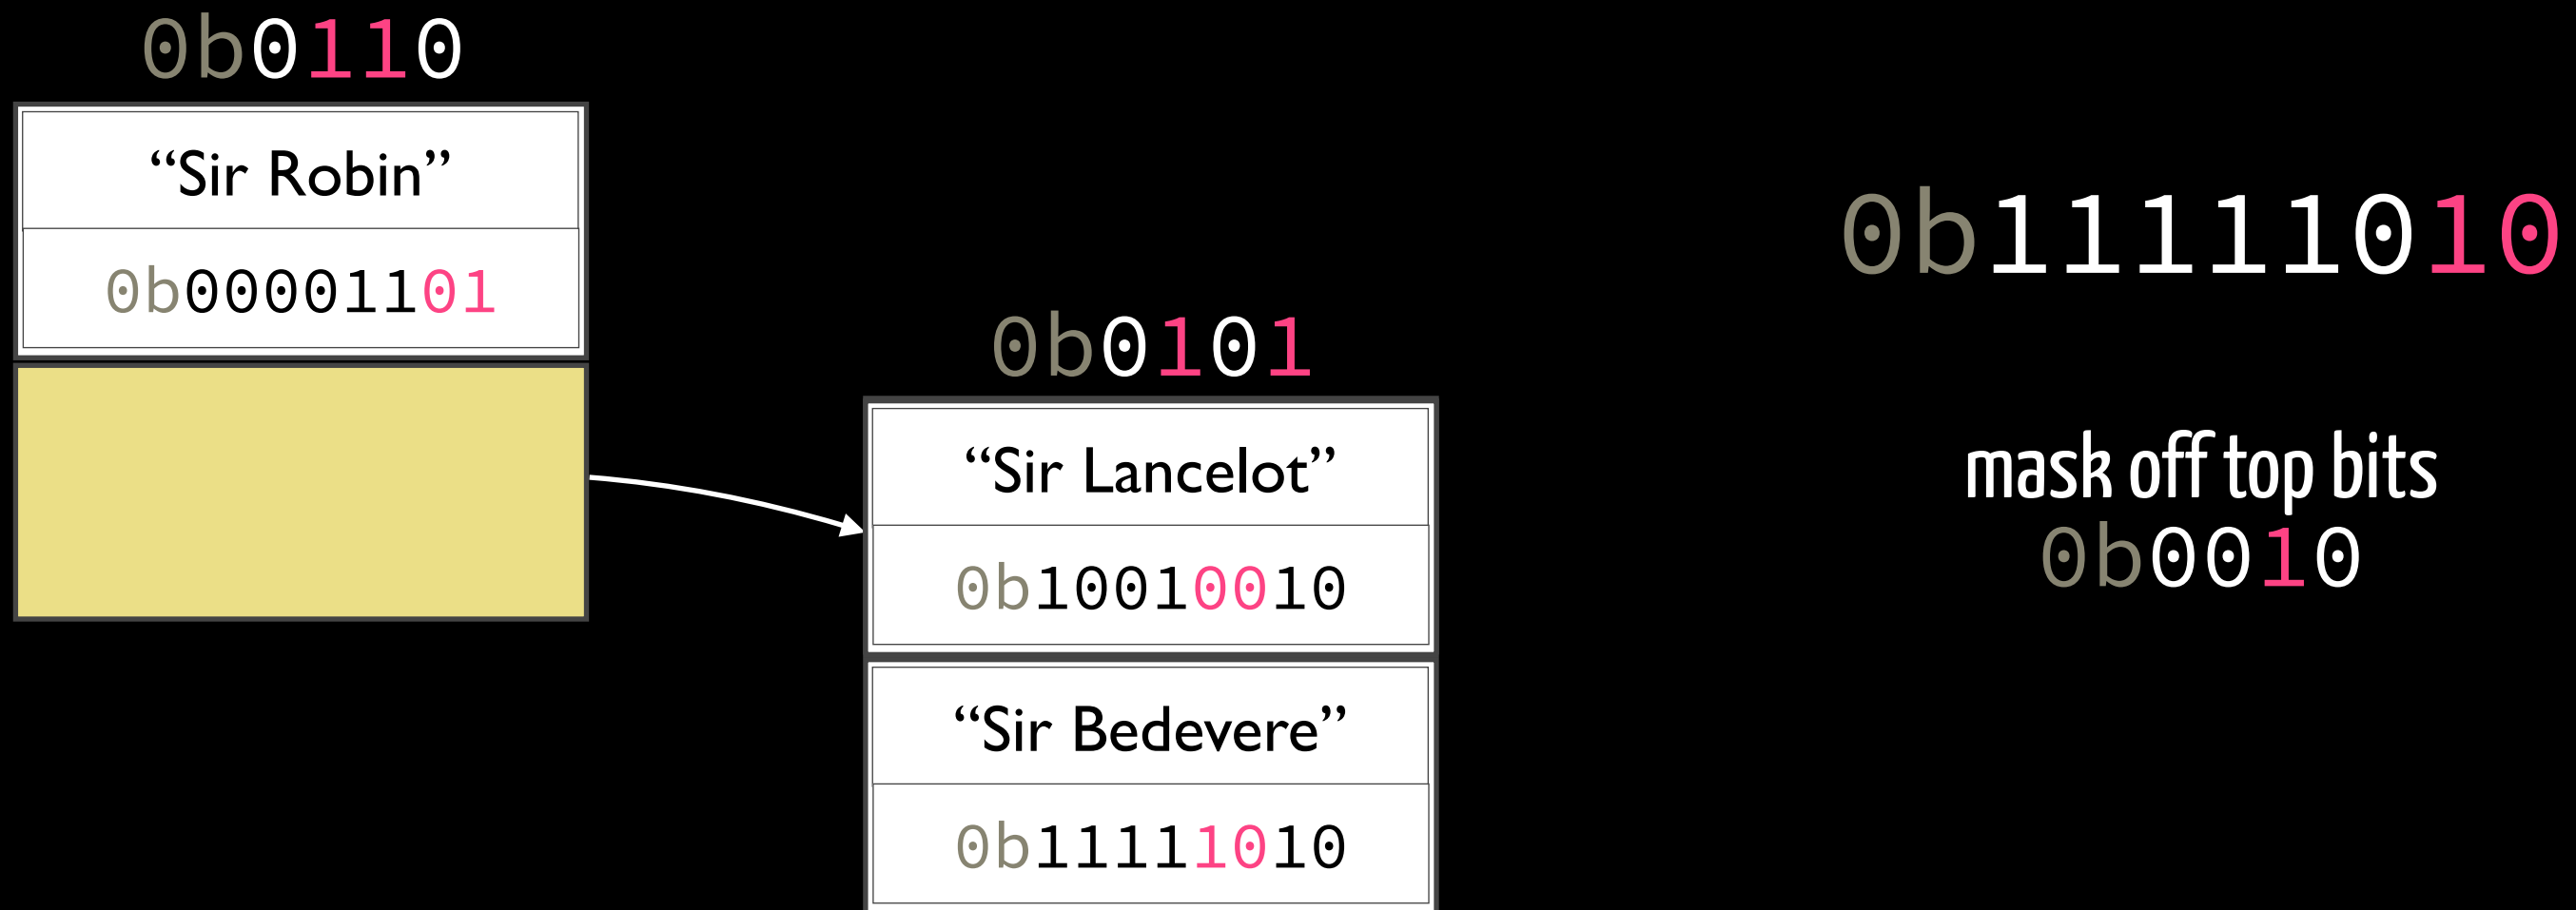 0b0110
“Sir Robin”
0b00001101
0b0101
“Sir Lancelot”
0b10010010
“Sir Bedevere”
0b11111010
0b11111010
mask off top bits
0b0010